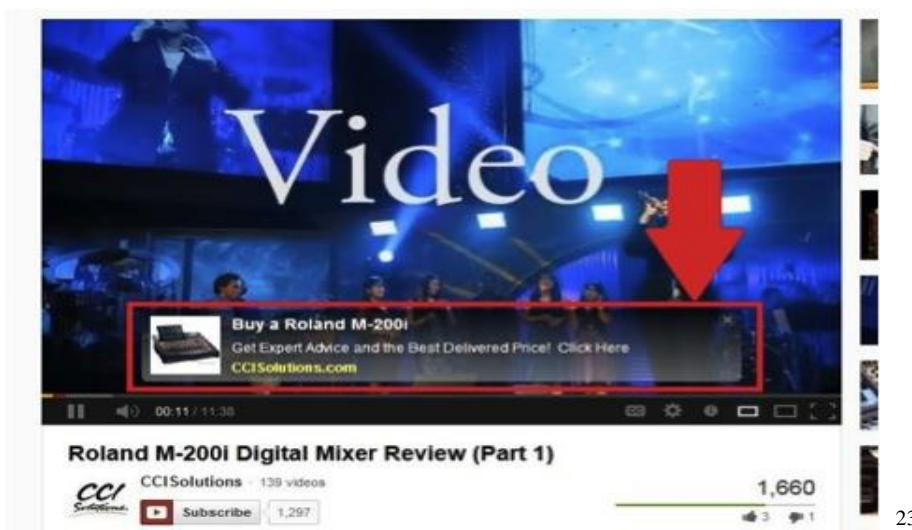 Video
Buy a Roland M-200i
Get Expert Advice and the Best Delivered Price! Click Here
CCISolutions.com
00:11 / 11:38
Roland M-200i Digital Mixer Review (Part 1)
CCI Solutions
CCISolutions · 139 videos
Subscribe 1,297
1,660
3 1
23